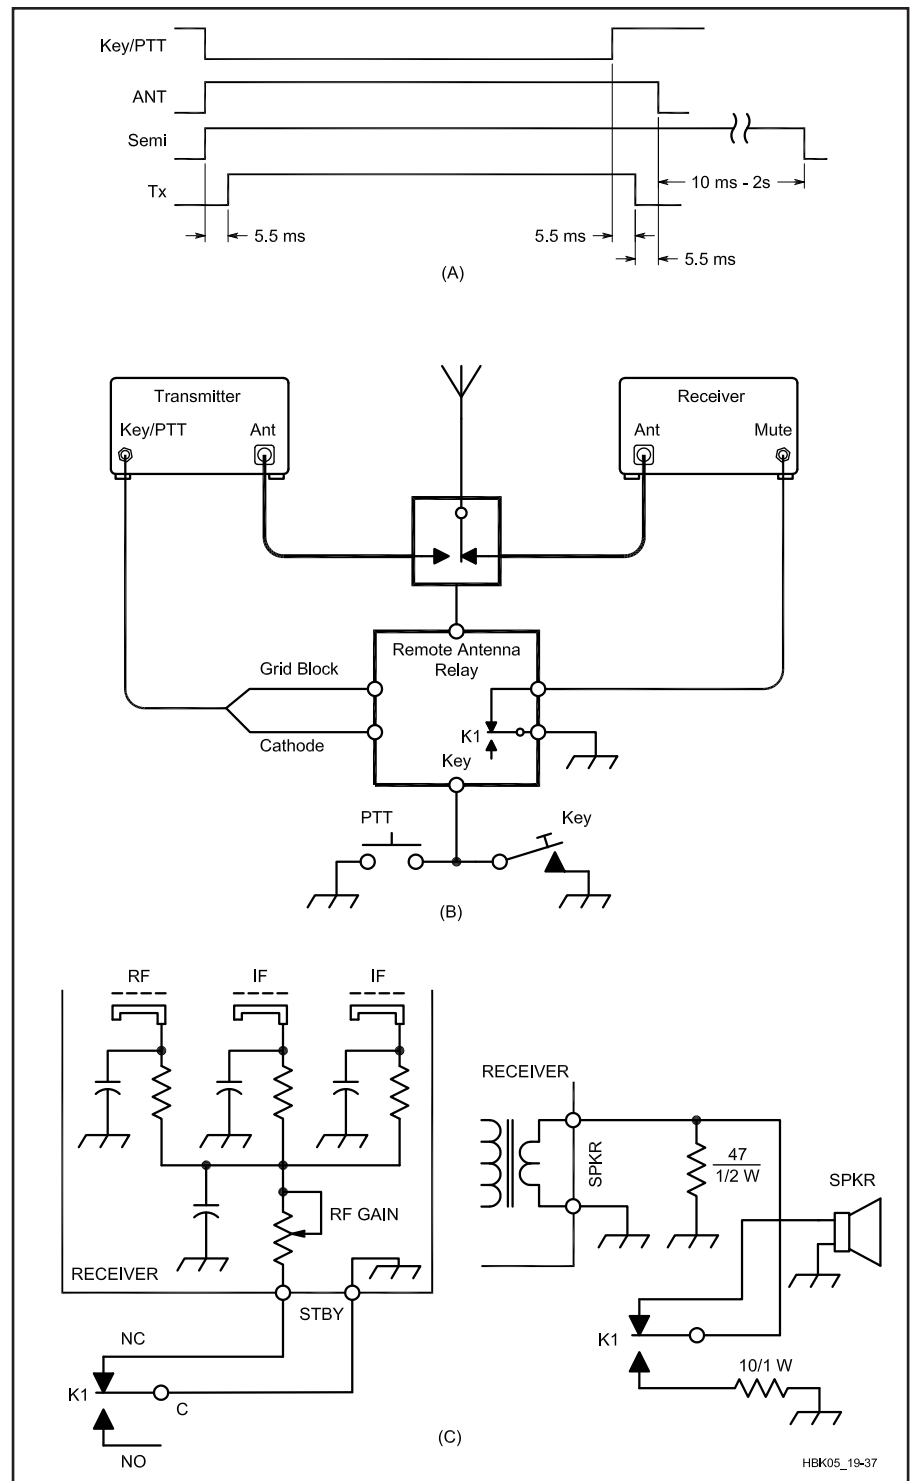 Key/PTT
ANT
Semi
Tx
10 ms - 2s
5.5 ms
5.5 ms
5.5 ms
(A)
Transmitter
Key/PTT
Ant
Receiver
Ant
Mute
Remote Antenna
Relay
Grid Block
Cathode
K1
Key
PTT
Key
(B)
RF
IF
IF
RF GAIN
RECEIVER
STBY
NC
K1
C
NO
RECEIVER
SPKR
47
1/2 W
SPKR
K1
10/1 W
(C)
HBK05_19-37